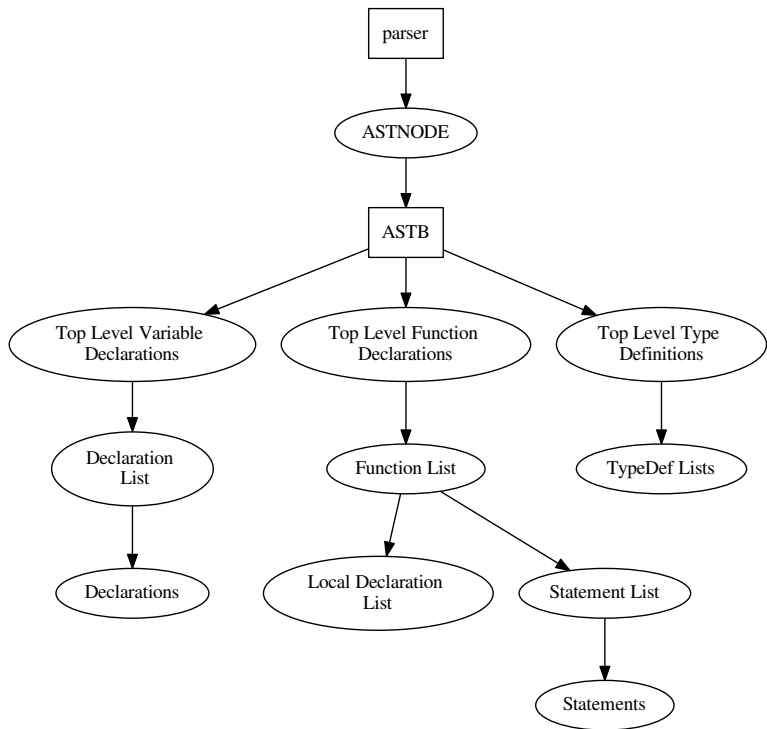 parser
ASTNODE
ASTB
Top Level Variable
Declarations
Top Level Function
Declarations
Top Level Type
Definitions
Declaration
List
Function List
TypeDef Lists
Declarations
Local Declaration
List
Statement List
Statements